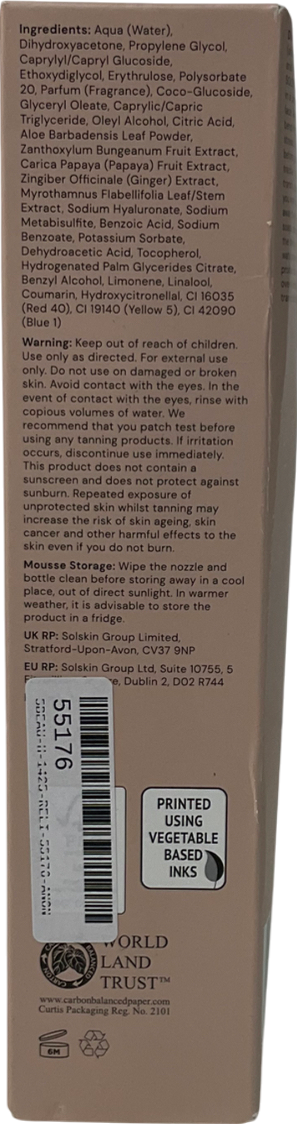 Ingredients: Aqua (Water),
Dihydroxyacetone, Propylene Glycol,
Caprylyl/Capryl Glucoside,
Ethoxydiglycol, Erythrulose, Polysorbate
20, Parfum (Fragrance), Coco-Glucoside,
Glyceryl Oleate, Caprylic/Capric
Triglyceride, Oleyl Alcohol, Citric Acid,
Aloe Barbadensis Leaf Powder,
Zanthoxylum Bungeanum Fruit Extract,
Carica Papaya (Papaya) Fruit Extract,
Zingiber Officinale (Ginger) Extract,
Myrothamnus Flabellifolia Leaf/Stem
Extract, Sodium Hyaluronate, Sodium
Metabisulfite, Benzoic Acid, Sodium
Benzoate, Potassium Sorbate,
Dehydroacetic Acid, Tocopherol,
Hydrogenated Palm Glycerides Citrate,
Benzyl Alcohol, Limonene, Linalool,
Coumarin, Hydroxycitronellal, CI 16035
(Red 40), CI 19140 (Yellow 5), CI 42090
(Blue 1)
Warning: Keep out of reach of children.
Use only as directed. For external use
only. Do not use on damaged or broken
skin. Avoid contact with the eyes. In the
event of contact with the eyes, rinse with
copious volumes of water. We
recommend that you patch test before
using any tanning products. If irritation
occurs, discontinue use immediately.
This product does not contain a
sunscreen and does not protect against
sunburn. Repeated exposure of
unprotected skin whilst tanning may
increase the risk of skin ageing, skin
cancer and other harmful effects to the
skin even if you do not burn.
Mousse Storage: Wipe the nozzle and
bottle clean before storing away in a cool
place, out of direct sunlight. In warmer
weather, it is advisable to store the
product in a fridge.
UK RP: Solskin Group Limited,
Stratford-Upon-Avon, CV37 9NP
EU RP: Solskin Group Ltd, Suite 10755, 5
Dublin 2, D02 R744
55176
PRINTED
USING
VEGETABLE
BASED
INKS
WORLD
LAND
TRUST™
www.carbonbalancedpaper.com
Curtis Packaging Reg. No. 2101
6M